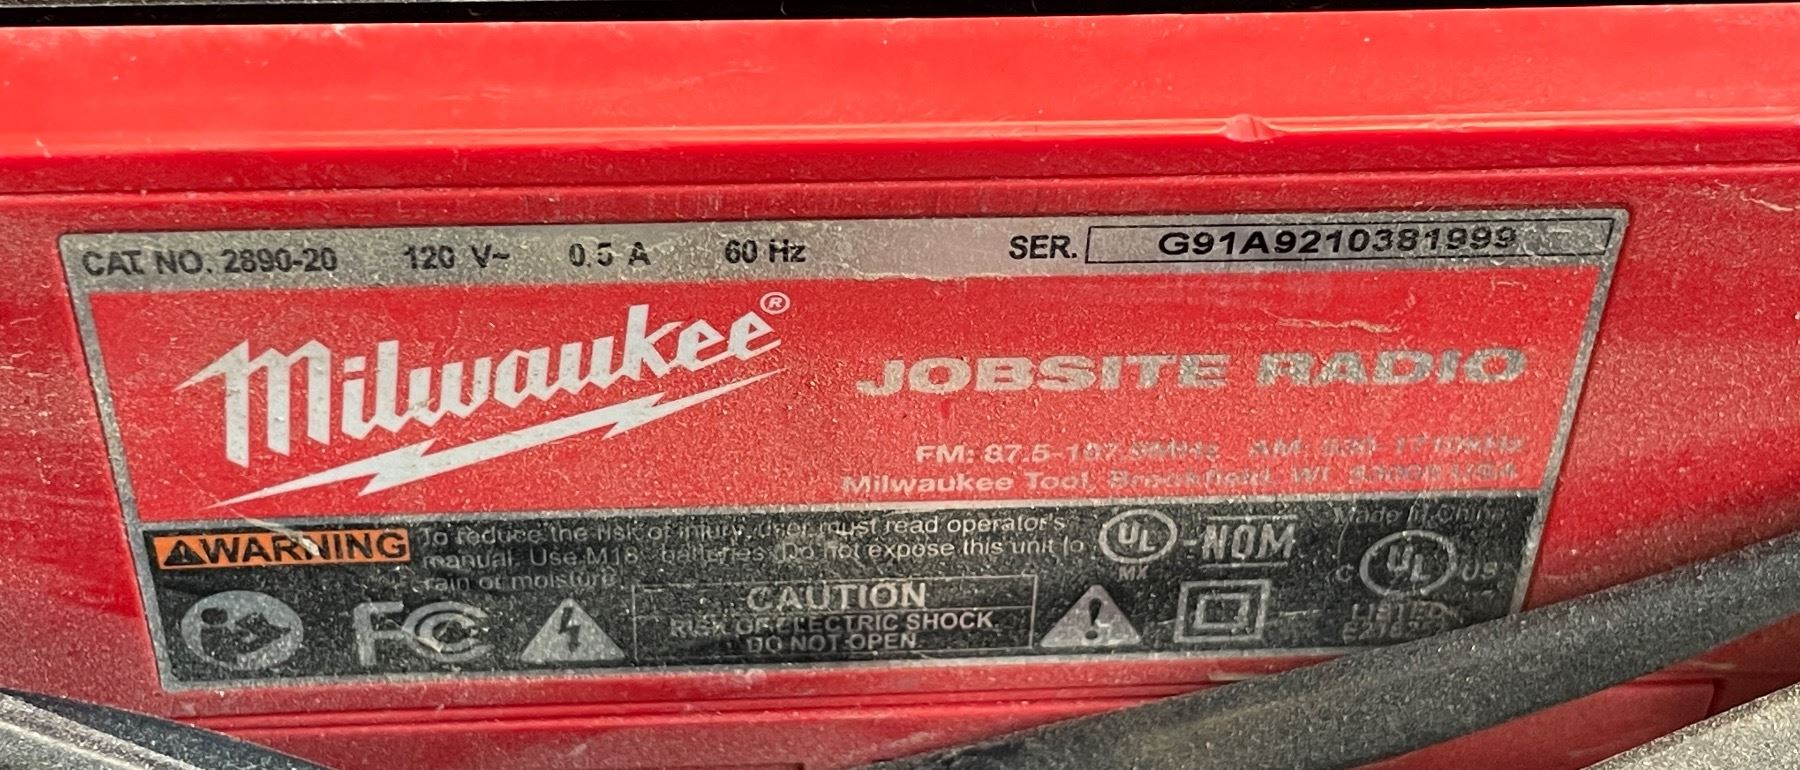 CAT. NO. 2890-20 120 V~ 0.5 A 60 Hz SER. G91A9210381999
Milwaukee®
JOBSITE RADIO
FM: 87.5-107.9MHz AM:
Milwaukee Tool, Brookfield, WI USA
WARNING To reduce the risk of injury, user must read operator's
manual. Use M18 batteries. Do not expose this unit to
rain or moisture.
UL MX -NOM
Made in China
C UL US
LISTED
FC
CAUTION
RISK OF ELECTRIC SHOCK.
DO NOT OPEN.